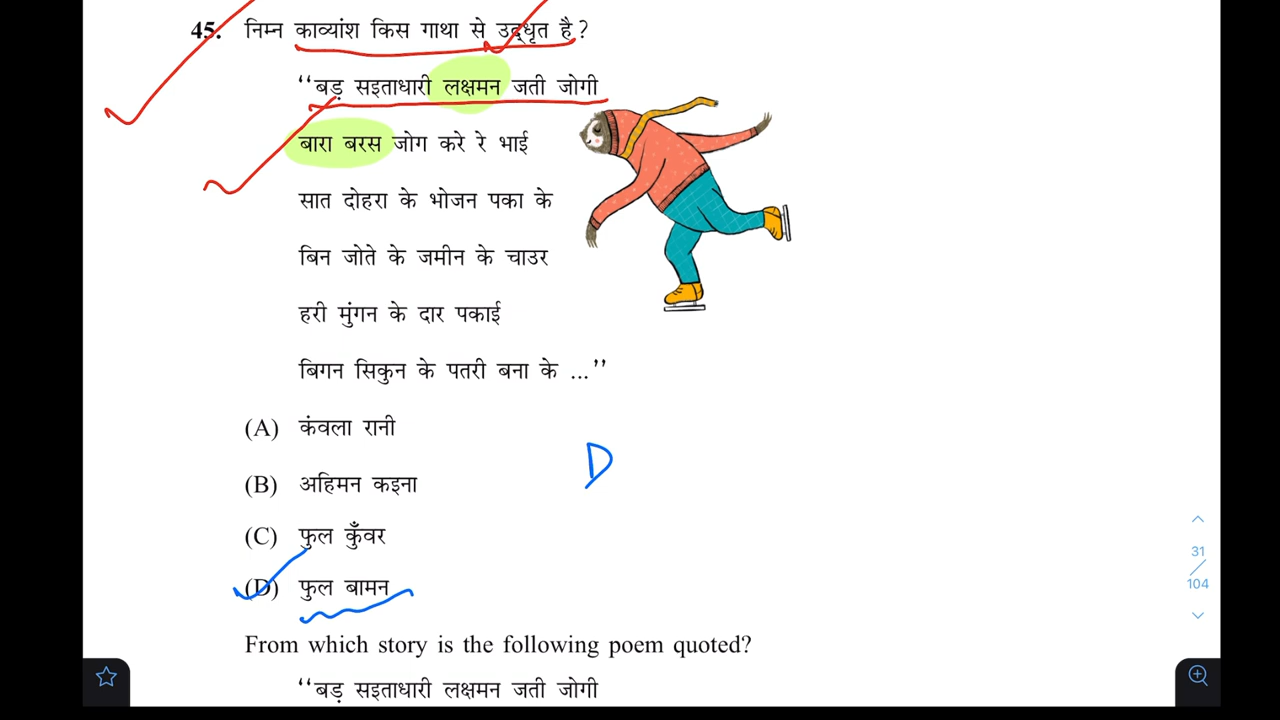 45. निम्न काव्यांश किस गाथा से उद्धृत है?
‘‘बड़ सइताधारी लक्षमन जती जोगी
बारा बरस जोग करे रे भाई
सात दोहरा के भोजन पका के
बिन जोते के जमीन के चाउर
हरी मुंगन के दार पकाई
बिगन सिकुन के पतरी बना के ...’’
(A) कंवला रानी
(B) अहिमन कइना
D
(C) फुल कुँवर
(D) फुल बामन
From which story is the following poem quoted?
‘‘बड़ सइताधारी लक्षमन जती जोगी
31
104